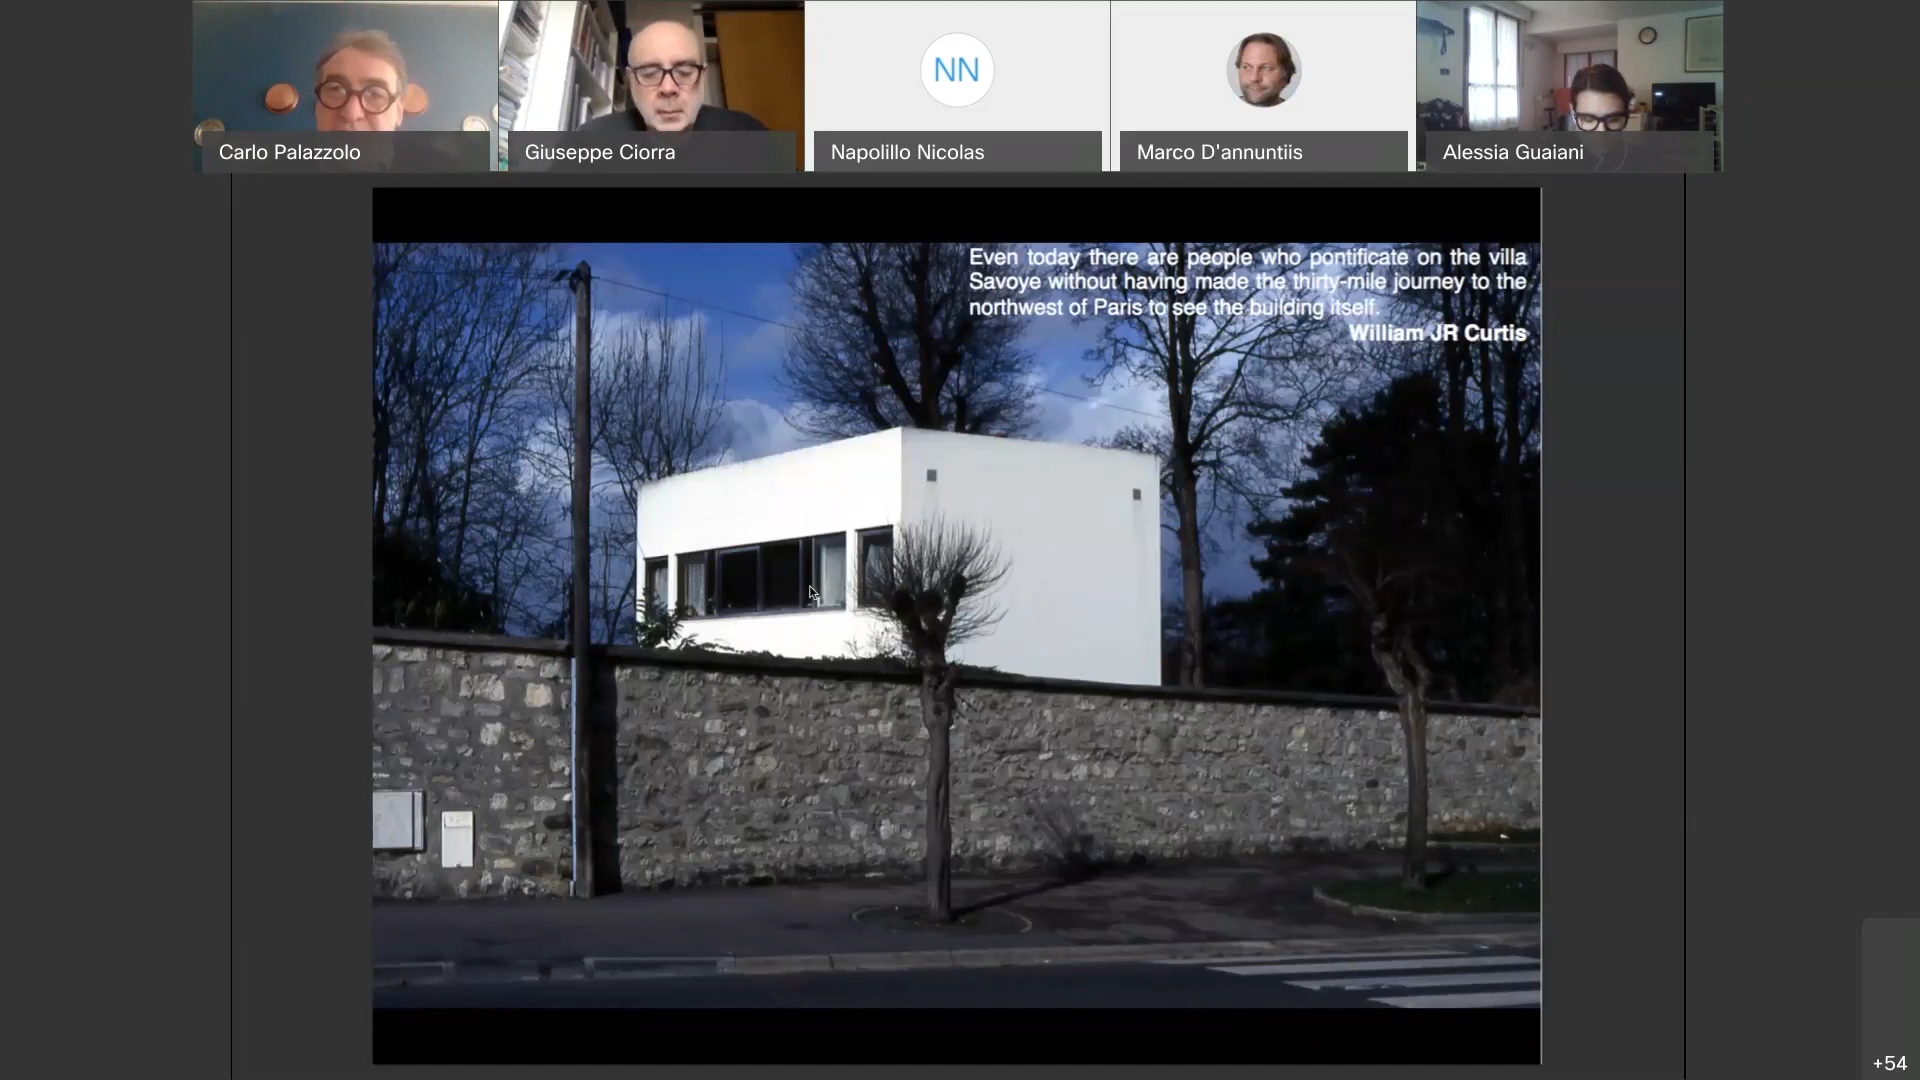 NN
Carlo Palazzolo
Giuseppe Ciorra
Napolillo Nicolas
Marco D'annuntiis
Alessia Guaiani
Even today there are people who pontificate on the villa
Savoye without having made the thirty-mile journey to the
northwest of Paris to see the building itself.
William JR Curtis
+54